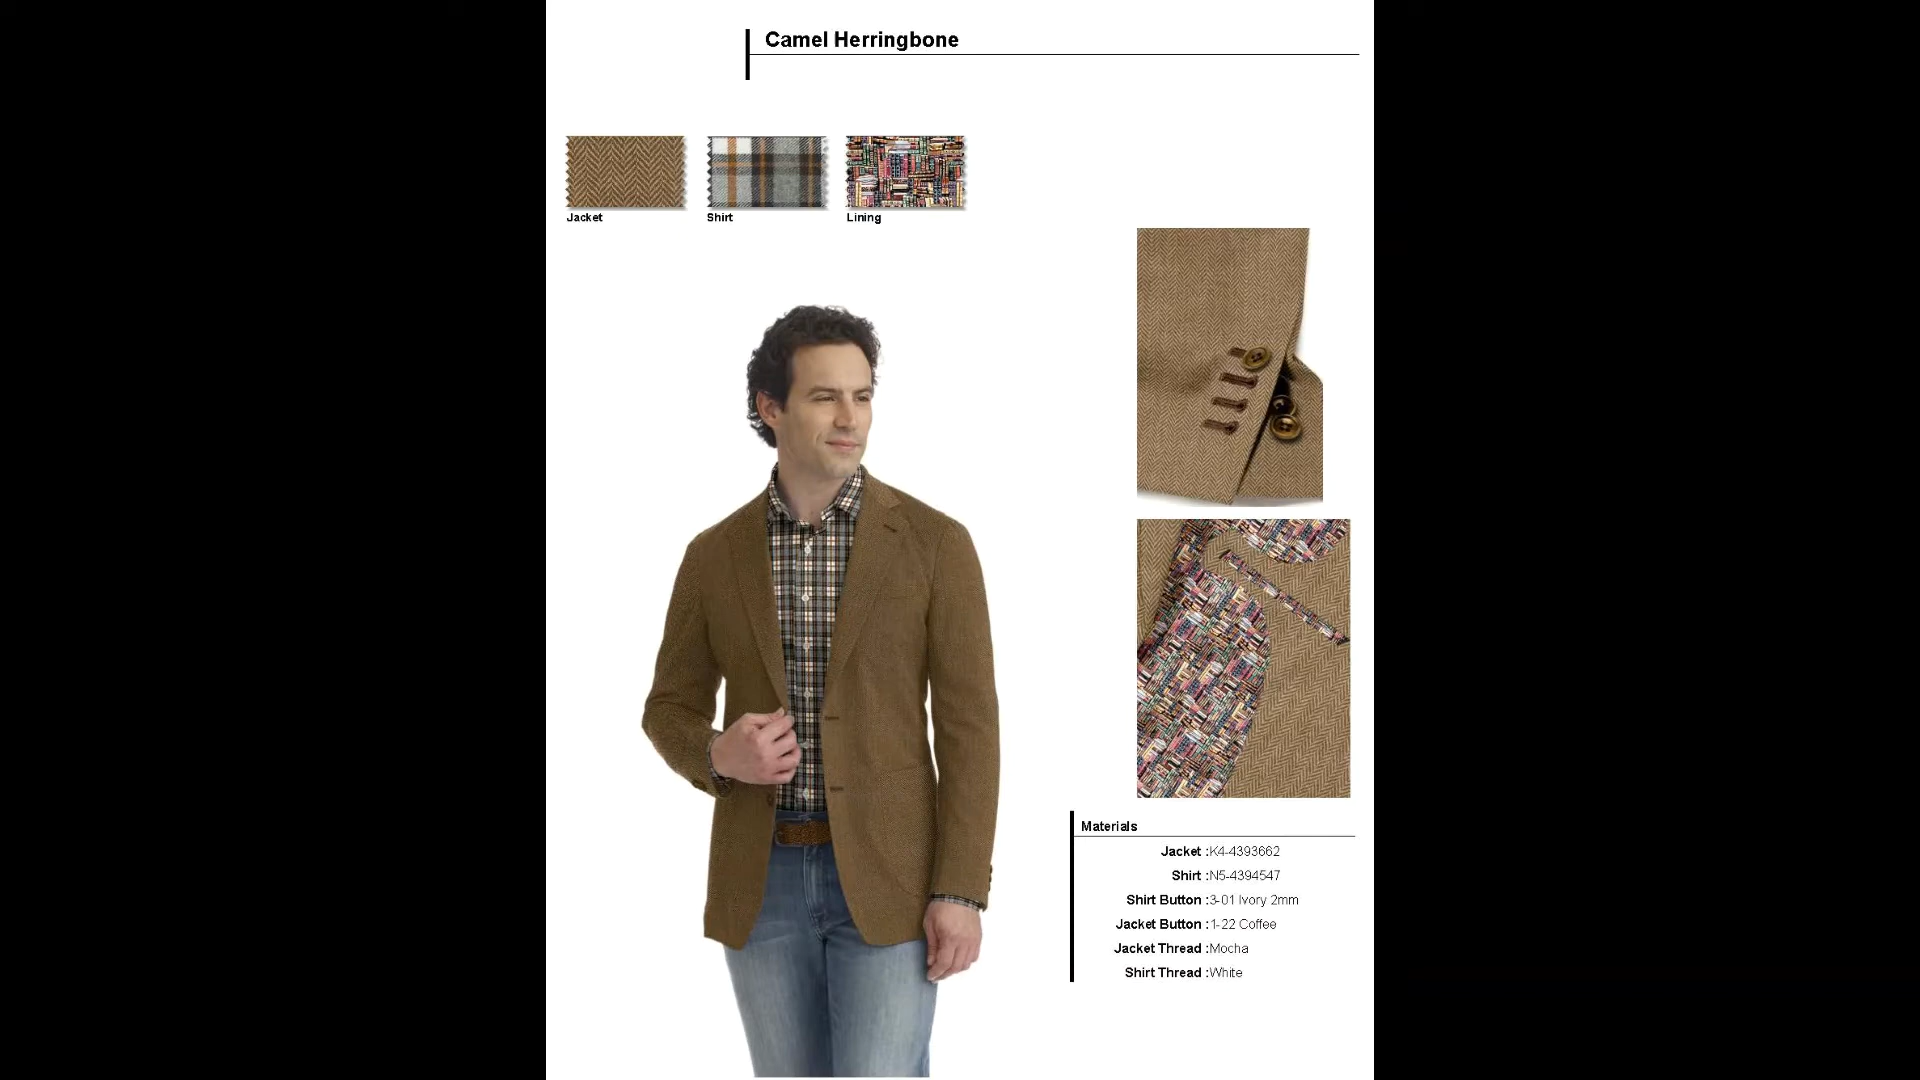 Camel Herringbone
Jacket
Shirt
Lining
Materials
Jacket :K4-4393662
Shirt :N5-4394547
Shirt Button :3-01 Ivory 2mm
Jacket Button :1-22 Coffee
Jacket Thread :Mocha
Shirt Thread :White